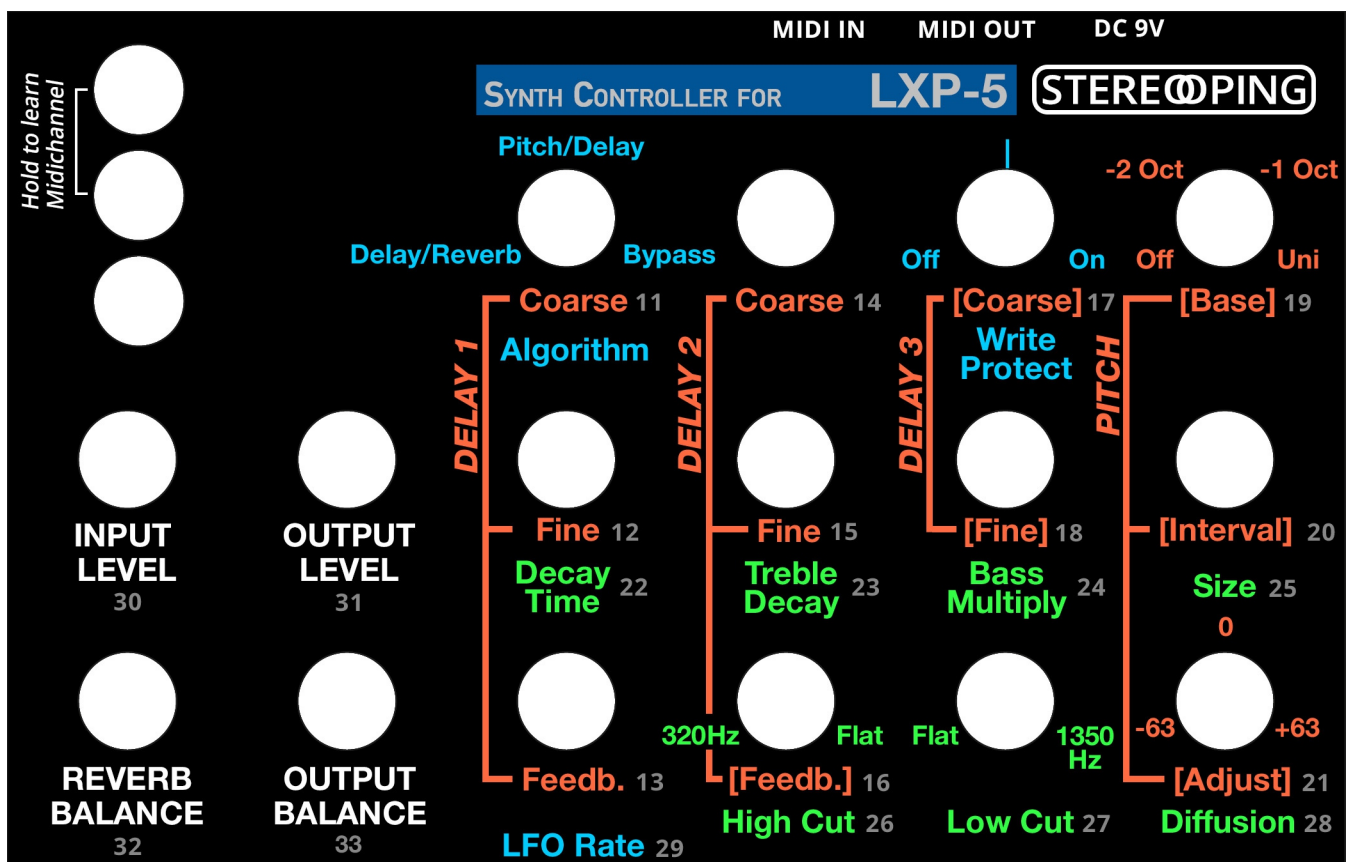 MIDI IN MIDI OUT DC 9V
Hold to learn
Midichannel
SYNTH CONTROLLER FOR LXP-5 STEREOOPING
Pitch/Delay
-2 Oct -1 Oct
Delay/Reverb Bypass Off On Off Uni
Coarse 11 Coarse 14 [Coarse] 17 [Base] 19
Algorithm
Write
Protect
DELAY 1 DELAY 2 DELAY 3 PITCH
INPUT
LEVEL
30
OUTPUT
LEVEL
31
Fine 12 Fine 15 [Fine] 18 [Interval] 20
Decay
Time 22
Treble
Decay 23
Bass
Multiply 24
Size 25
0
320Hz Flat Flat 1350
Hz
-63 +63
REVERB
BALANCE
32
OUTPUT
BALANCE
33
Feedb. 13 [Feedb.] 16 [Adjust] 21
LFO Rate 29
High Cut 26 Low Cut 27 Diffusion 28